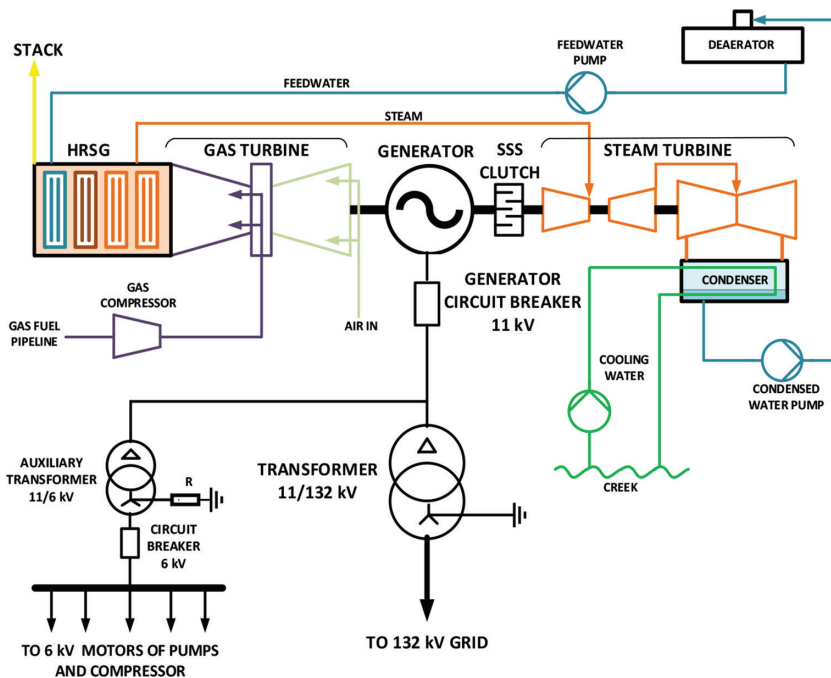 STACK
FEEDWATER
PUMP
DEAERATOR
FEEDWATER
STEAM
HRSG
GAS TURBINE
GENERATOR
SSS
CLUTCH
STEAM TURBINE
GAS
COMPRESSOR
GAS FUEL
PIPELINE
AIR IN
GENERATOR
CIRCUIT BREAKER
11 kV
CONDENSER
COOLING
WATER
CONDENSED
WATER PUMP
CREEK
AUXILIARY
TRANSFORMER
11/6 kV
R
TRANSFORMER
11/132 kV
CIRCUIT
BREAKER
6 kV
TO 6 kV MOTORS OF PUMPS
AND COMPRESSOR
TO 132 kV GRID